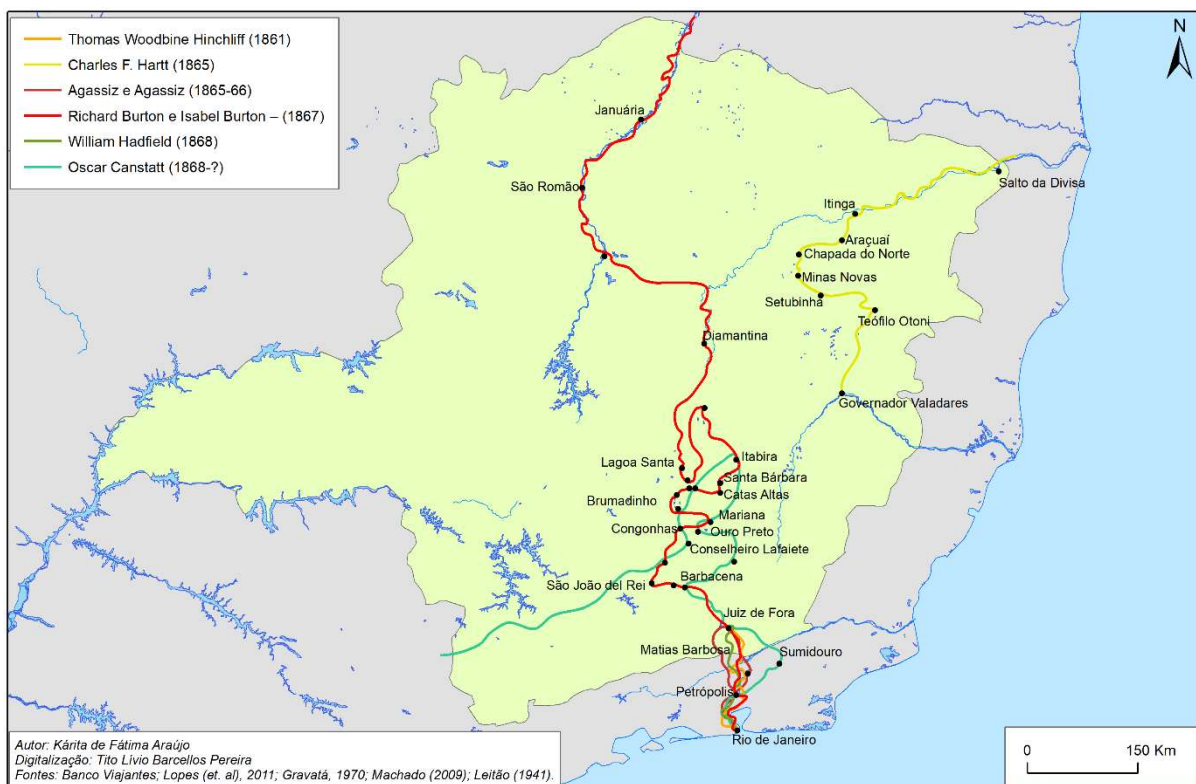 Thomas Woodbine Hinchliff (1861)
Charles F. Hartt (1865)
Agassiz e Agassiz (1865-66)
Richard Burton e Isabel Burton – (1867)
William Hadfield (1868)
Oscar Canstatt (1868-?)
N
Januária
São Romão
Salto da Divisa
Itinga
Araçuaí
Chapada do Norte
Minas Novas
Setubinha
Teófilo Otoni
Diamantina
Governador Valadares
Itabira
Lagoa Santa
Santa Bárbara
Catas Altas
Brumadinho
Mariana
Congonhas
Ouro Preto
Conselheiro Lafaiete
São João del Rei
Barbacena
Juiz de Fora
Matias Barbosa
Sumidouro
Petrópolis
Rio de Janeiro
0 150 Km
Autor: Kárita de Fátima Araújo
Digitalização: Tito Lívio Barcellos Pereira
Fontes: Banco Viajantes; Lopes (et. al), 2011; Gravatá, 1970; Machado (2009); Leitão (1941).